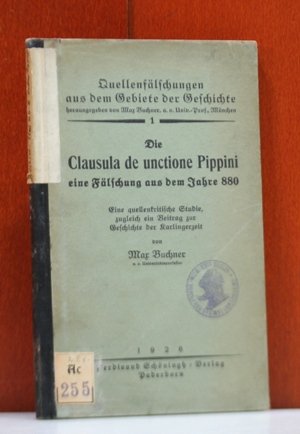 Quellenfälschungen
aus dem Gebiete der Geschichte
herausgegeben von Max Buchner, a. o. Univ.-Prof., München
1
Die
Clausula de unctione Pippini
eine Fälschung aus dem Jahre 880
Eine quellenkritische Studie,
zugleich ein Beitrag zur
Geschichte der Karlingerzeit
von
Max Buchner
a. o. Universitätsprofessor
1926
Ferdinand Schöningh - Verlag
Paderborn
Ac
255